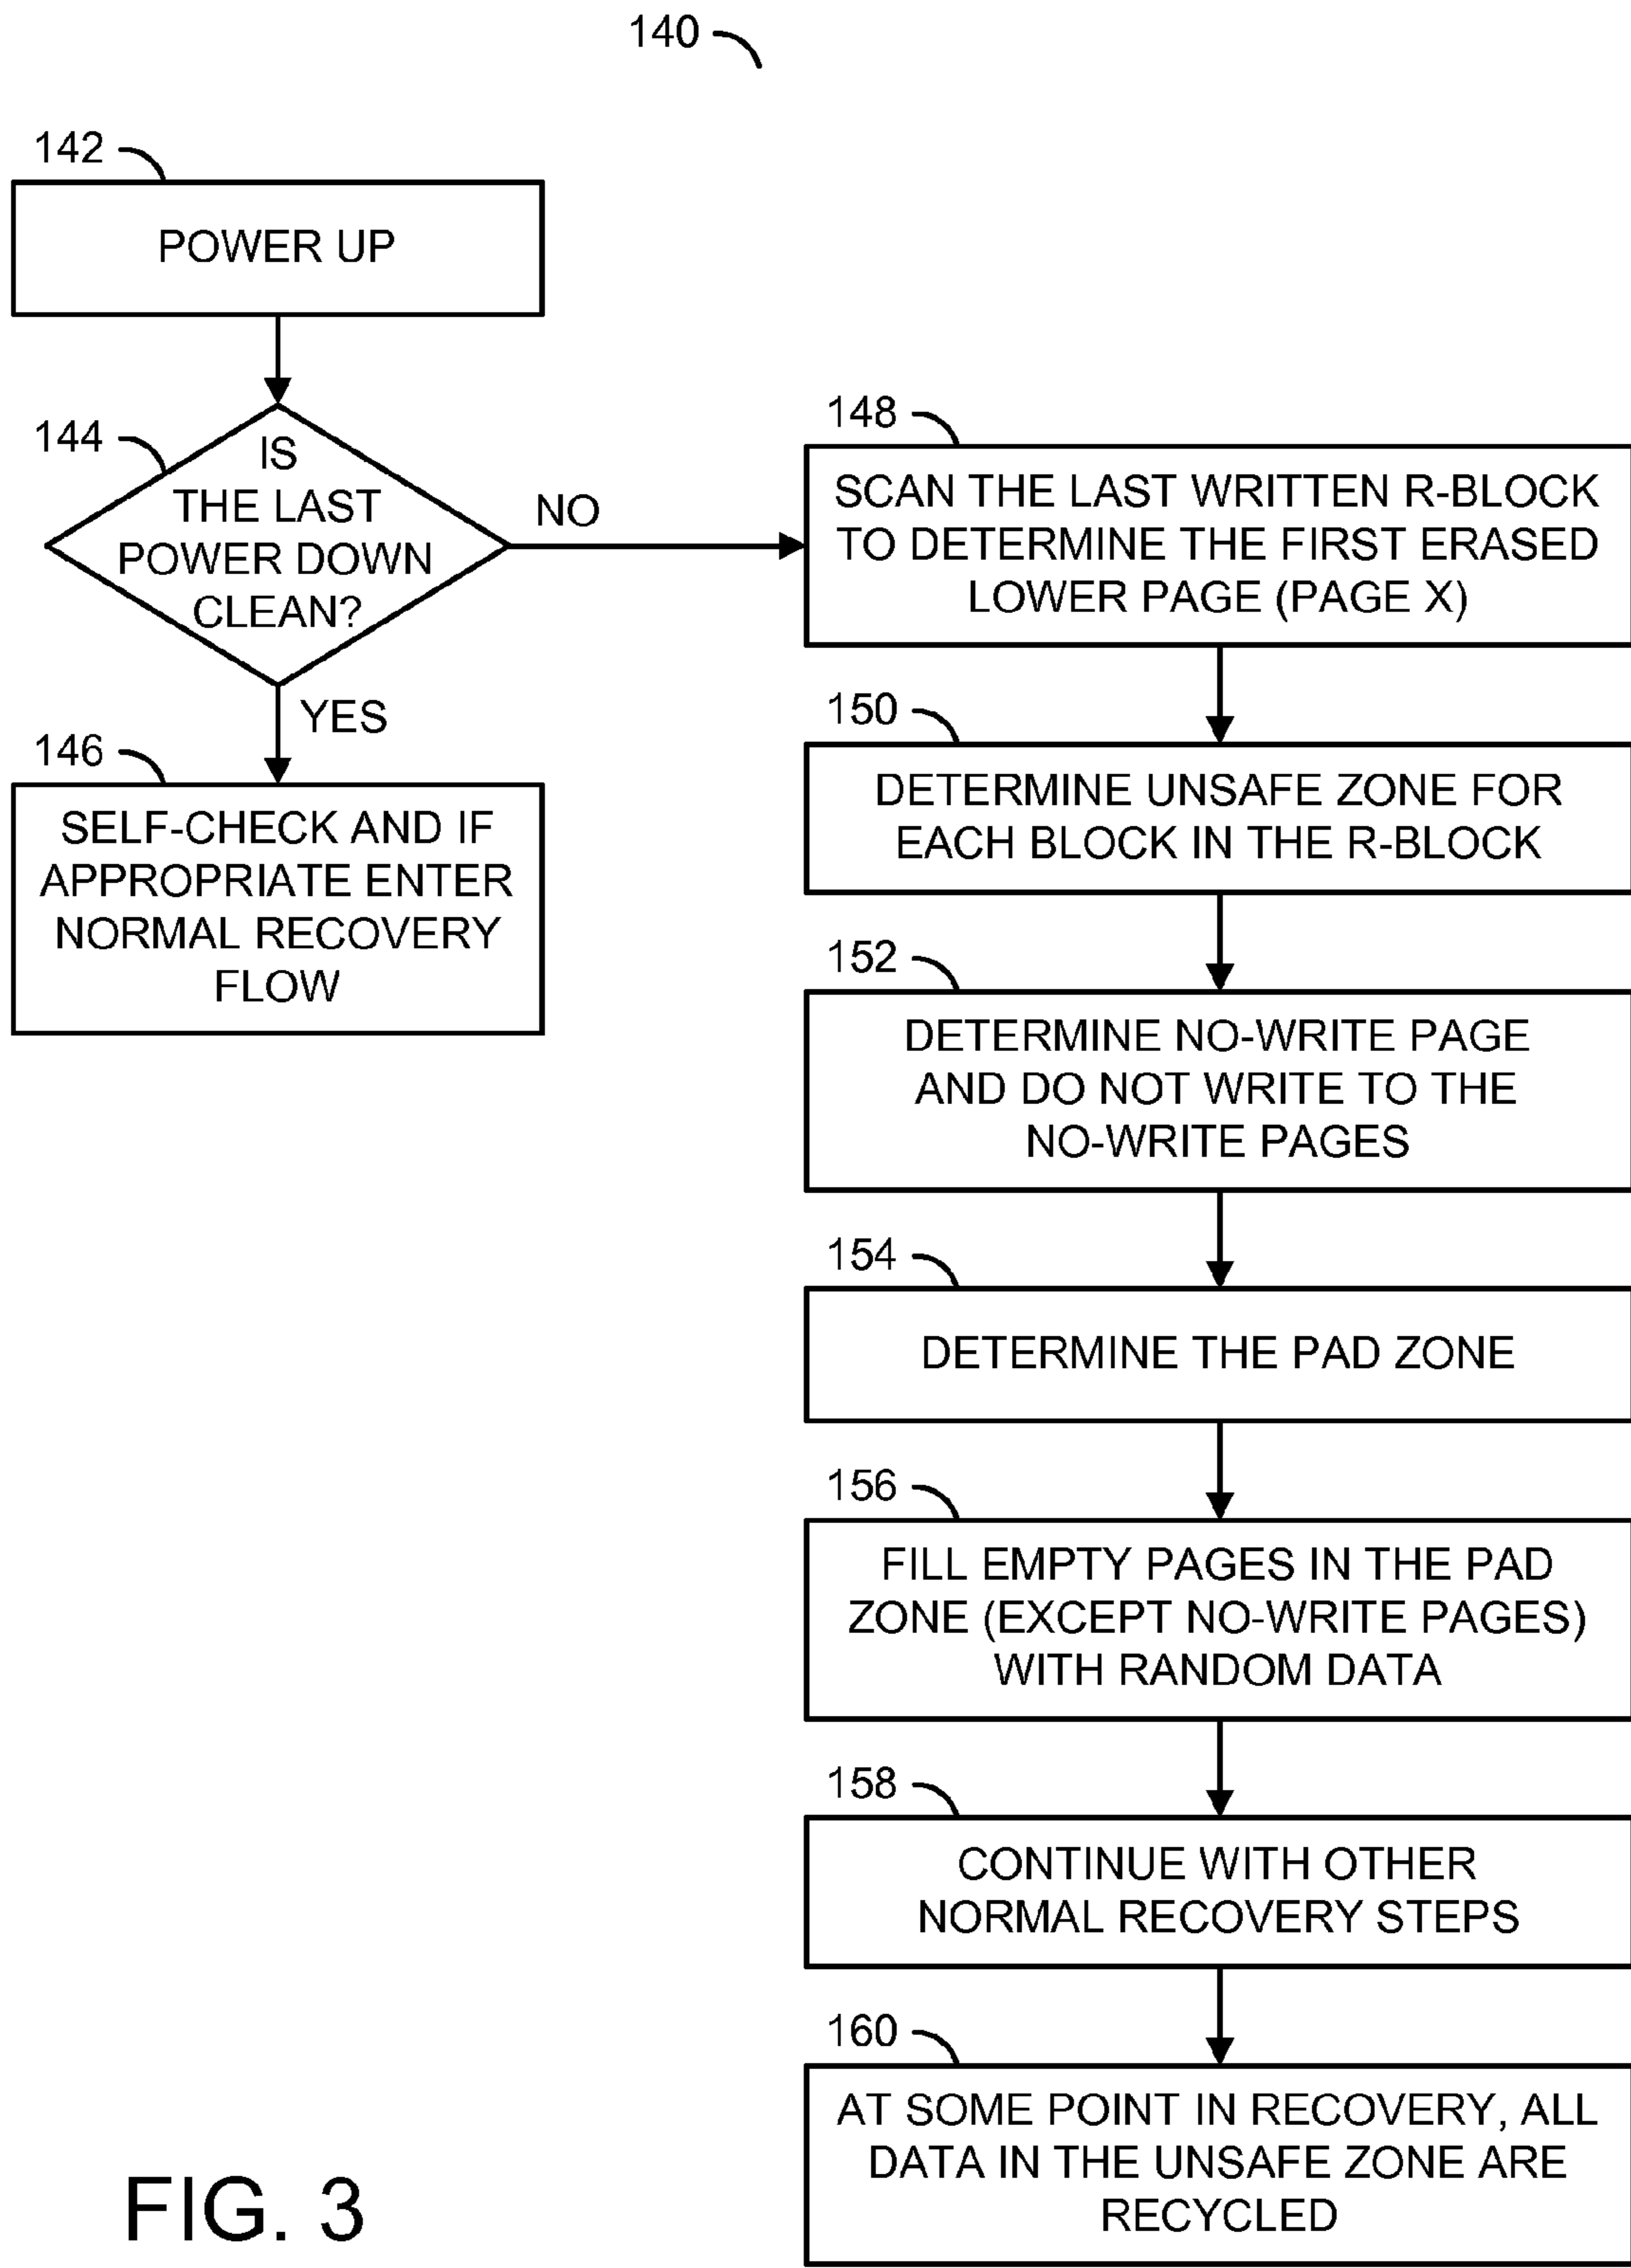 140
142
POWER UP
144
IS
THE LAST
POWER DOWN
CLEAN?
NO
YES
146
SELF-CHECK AND IF
APPROPRIATE ENTER
NORMAL RECOVERY
FLOW
148
SCAN THE LAST WRITTEN R-BLOCK
TO DETERMINE THE FIRST ERASED
LOWER PAGE (PAGE X)
150
DETERMINE UNSAFE ZONE FOR
EACH BLOCK IN THE R-BLOCK
152
DETERMINE NO-WRITE PAGE
AND DO NOT WRITE TO THE
NO-WRITE PAGES
154
DETERMINE THE PAD ZONE
156
FILL EMPTY PAGES IN THE PAD
ZONE (EXCEPT NO-WRITE PAGES)
WITH RANDOM DATA
158
CONTINUE WITH OTHER
NORMAL RECOVERY STEPS
160
AT SOME POINT IN RECOVERY, ALL
DATA IN THE UNSAFE ZONE ARE
RECYCLED
FIG. 3